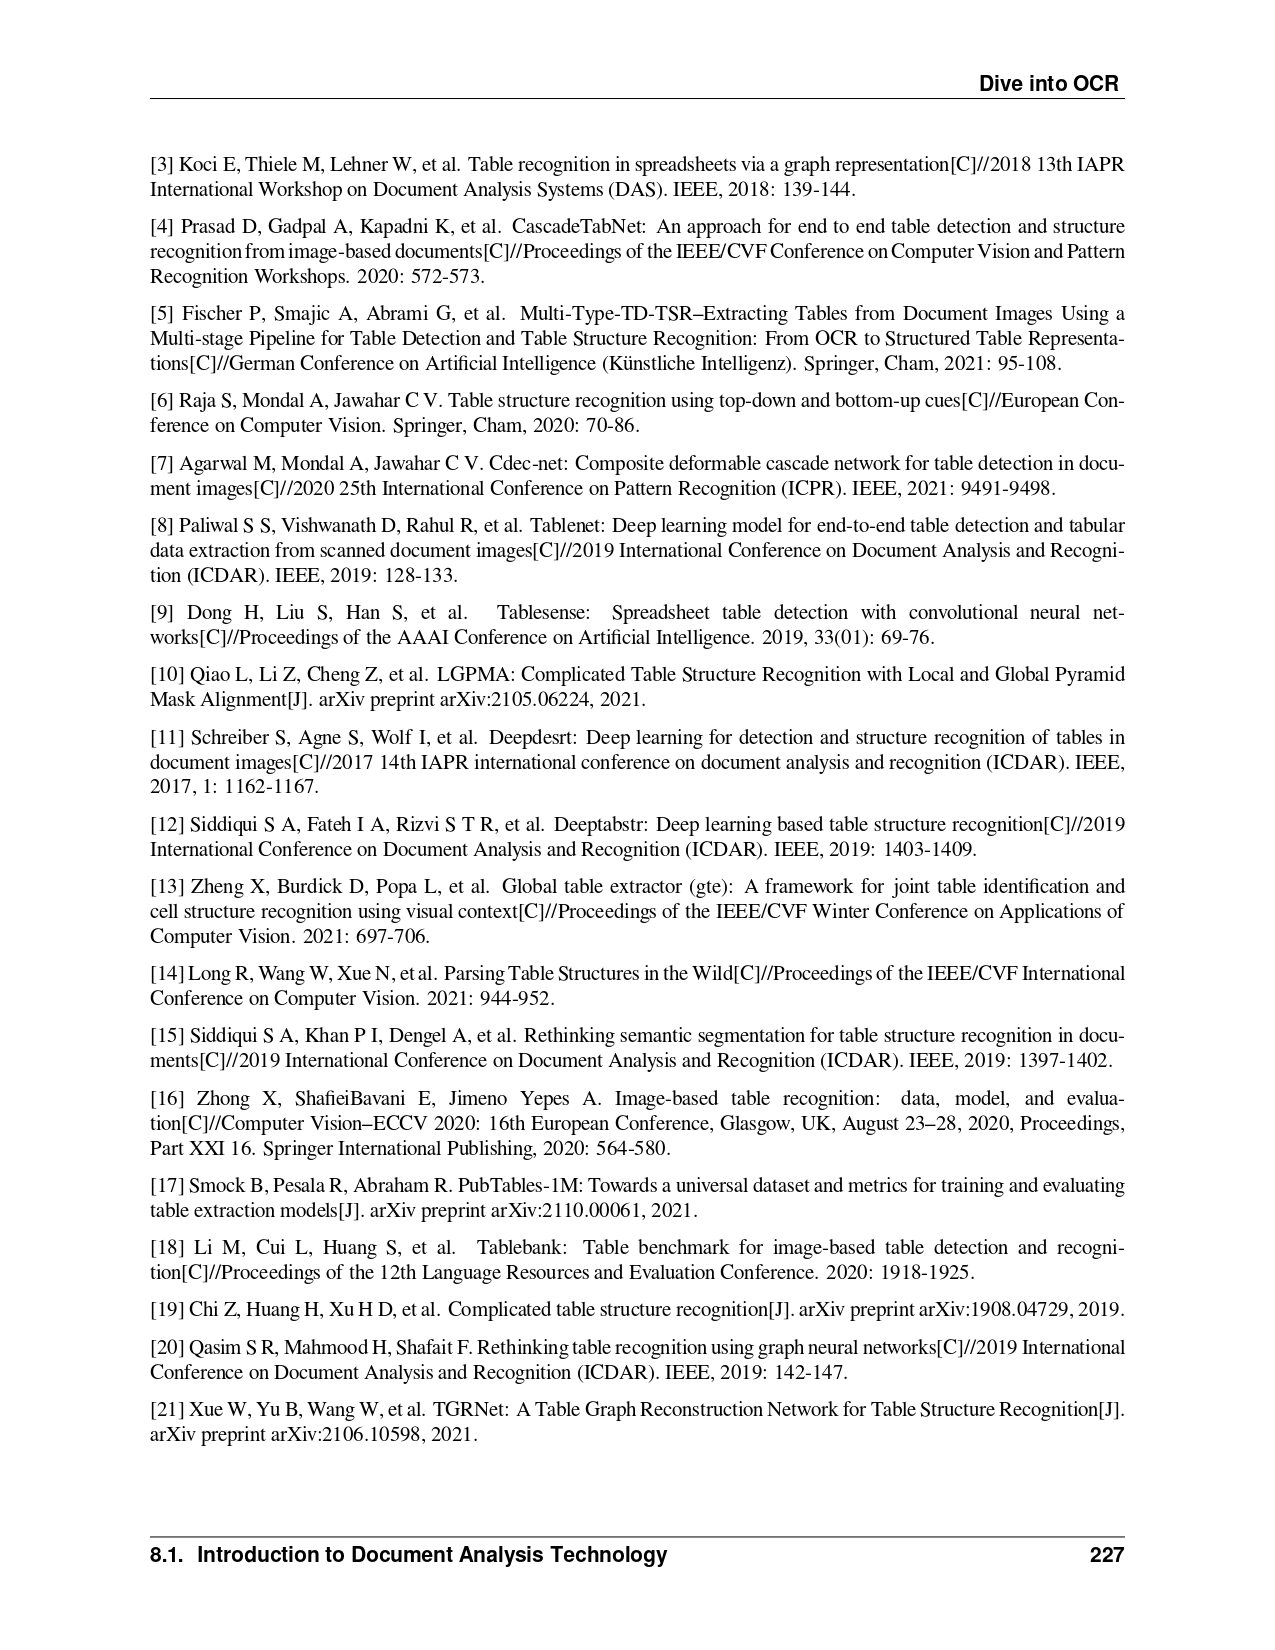 Dive into OCR
[3] Koci E, Thiele M, Lehner W, et al. Table recognition in spreadsheets via a graph representation[C]//2018 13th IAPR
International Workshop on Document Analysis Systems (DAS). IEEE, 2018: 139-144.
[4] Prasad D, Gadpal A, Kapadni K, et al. CascadeTabNet: An approach for end to end table detection and structure
recognition from image-based documents[C]//Proceedings of the IEEE/CVF Conference on Computer Vision and Pattern
Recognition Workshops. 2020: 572-573.
[5] Fischer P, Smajic A, Abrami G, et al. Multi-Type-TD-TSR–Extracting Tables from Document Images Using a
Multi-stage Pipeline for Table Detection and Table Structure Recognition: From OCR to Structured Table Representa-
tions[C]//German Conference on Artificial Intelligence (Künstliche Intelligenz). Springer, Cham, 2021: 95-108.
[6] Raja S, Mondal A, Jawahar C V. Table structure recognition using top-down and bottom-up cues[C]//European Con-
ference on Computer Vision. Springer, Cham, 2020: 70-86.
[7] Agarwal M, Mondal A, Jawahar C V. Cdec-net: Composite deformable cascade network for table detection in docu-
ment images[C]//2020 25th International Conference on Pattern Recognition (ICPR). IEEE, 2021: 9491-9498.
[8] Paliwal S S, Vishwanath D, Rahul R, et al. Tablenet: Deep learning model for end-to-end table detection and tabular
data extraction from scanned document images[C]//2019 International Conference on Document Analysis and Recogni-
tion (ICDAR). IEEE, 2019: 128-133.
[9] Dong H, Liu S, Han S, et al. Tablesense: Spreadsheet table detection with convolutional neural net-
works[C]//Proceedings of the AAAI Conference on Artificial Intelligence. 2019, 33(01): 69-76.
[10] Qiao L, Li Z, Cheng Z, et al. LGPMA: Complicated Table Structure Recognition with Local and Global Pyramid
Mask Alignment[J]. arXiv preprint arXiv:2105.06224, 2021.
[11] Schreiber S, Agne S, Wolf I, et al. Deepdesrt: Deep learning for detection and structure recognition of tables in
document images[C]//2017 14th IAPR international conference on document analysis and recognition (ICDAR). IEEE,
2017, 1: 1162-1167.
[12] Siddiqui S A, Fateh I A, Rizvi S T R, et al. Deeptabstr: Deep learning based table structure recognition[C]//2019
International Conference on Document Analysis and Recognition (ICDAR). IEEE, 2019: 1403-1409.
[13] Zheng X, Burdick D, Popa L, et al. Global table extractor (gte): A framework for joint table identification and
cell structure recognition using visual context[C]//Proceedings of the IEEE/CVF Winter Conference on Applications of
Computer Vision. 2021: 697-706.
[14] Long R, Wang W, Xue N, et al. Parsing Table Structures in the Wild[C]//Proceedings of the IEEE/CVF International
Conference on Computer Vision. 2021: 944-952.
[15] Siddiqui S A, Khan P I, Dengel A, et al. Rethinking semantic segmentation for table structure recognition in docu-
ments[C]//2019 International Conference on Document Analysis and Recognition (ICDAR). IEEE, 2019: 1397-1402.
[16] Zhong X, ShafieiBavani E, Jimeno Yepes A. Image-based table recognition: data, model, and evalua-
tion[C]//Computer Vision–ECCV 2020: 16th European Conference, Glasgow, UK, August 23–28, 2020, Proceedings,
Part XXI 16. Springer International Publishing, 2020: 564-580.
[17] Smock B, Pesala R, Abraham R. PubTables-1M: Towards a universal dataset and metrics for training and evaluating
table extraction models[J]. arXiv preprint arXiv:2110.00061, 2021.
[18] Li M, Cui L, Huang S, et al. Tablebank: Table benchmark for image-based table detection and recogni-
tion[C]//Proceedings of the 12th Language Resources and Evaluation Conference. 2020: 1918-1925.
[19] Chi Z, Huang H, Xu H D, et al. Complicated table structure recognition[J]. arXiv preprint arXiv:1908.04729, 2019.
[20] Qasim S R, Mahmood H, Shafait F. Rethinking table recognition using graph neural networks[C]//2019 International
Conference on Document Analysis and Recognition (ICDAR). IEEE, 2019: 142-147.
[21] Xue W, Yu B, Wang W, et al. TGRNet: A Table Graph Reconstruction Network for Table Structure Recognition[J].
arXiv preprint arXiv:2106.10598, 2021.
8.1. Introduction to Document Analysis Technology 227